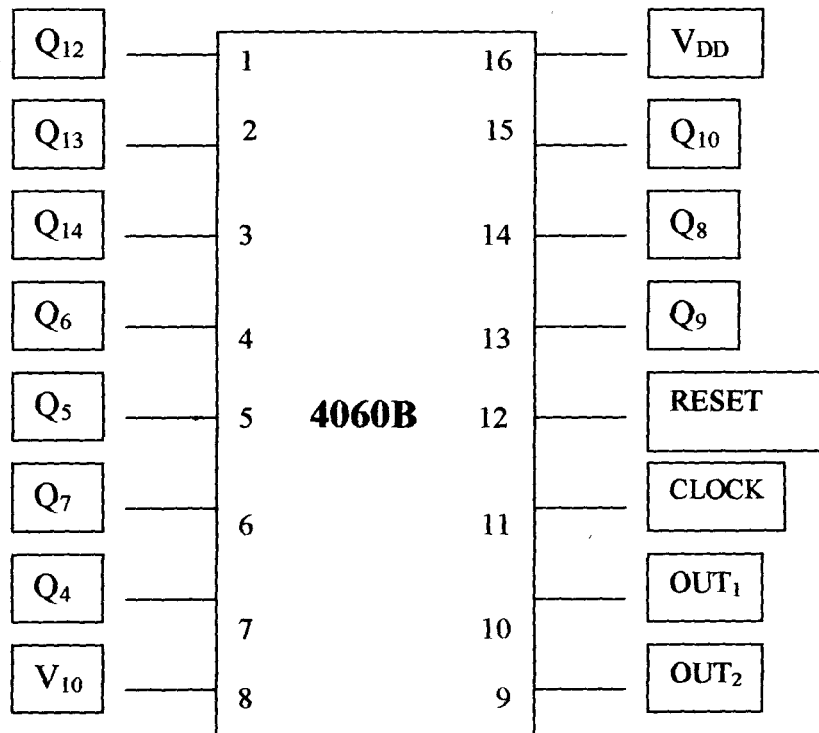 Q12 1 16 VDD
Q13 2 15 Q10
Q14 3 14 Q8
Q6 4 13 Q9
Q5 5 4060B 12 RESET
Q7 6 11 CLOCK
Q4 7 10 OUT1
V10 8 9 OUT2